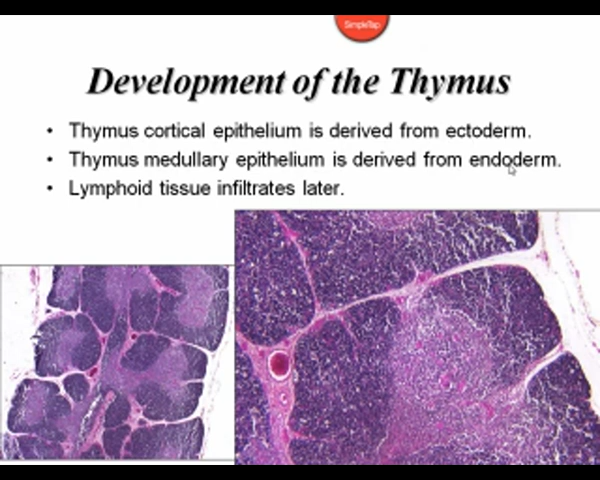 SimpleTap
Development of the Thymus
• Thymus cortical epithelium is derived from ectoderm.
• Thymus medullary epithelium is derived from endoderm.
• Lymphoid tissue infiltrates later.